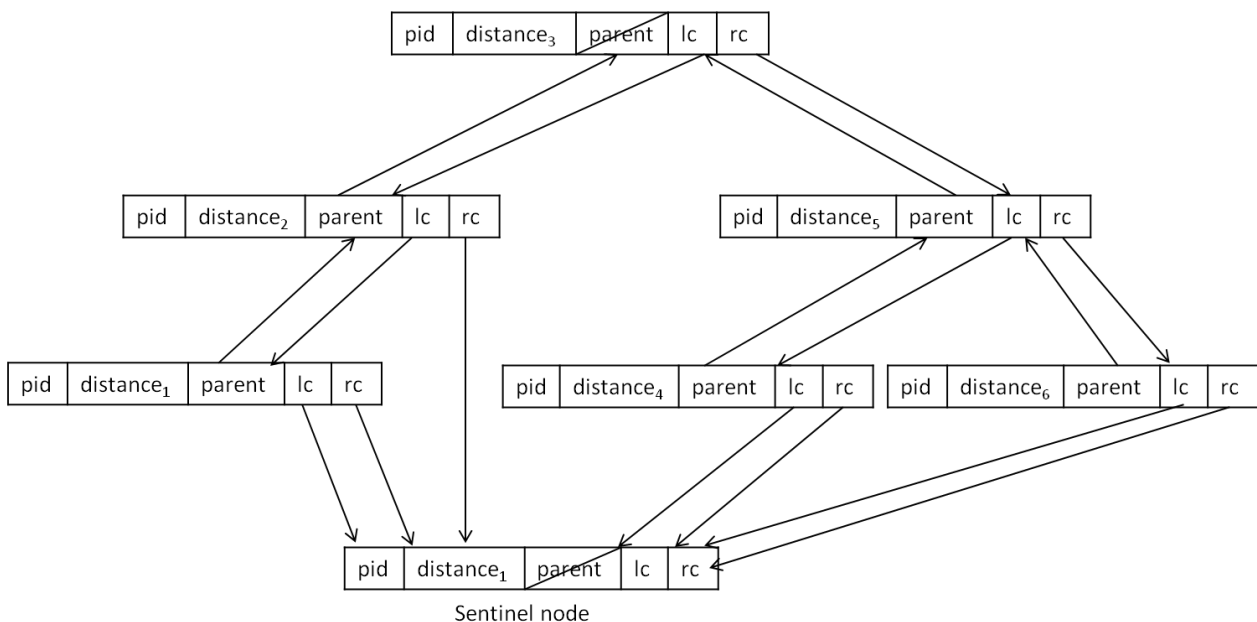 pid distance₃ parent lc rc
pid distance₂ parent lc rc
pid distance₅ parent lc rc
pid distance₁ parent lc rc
pid distance₄ parent lc rc
pid distance₆ parent lc rc
pid distance₁ parent lc rc
Sentinel node